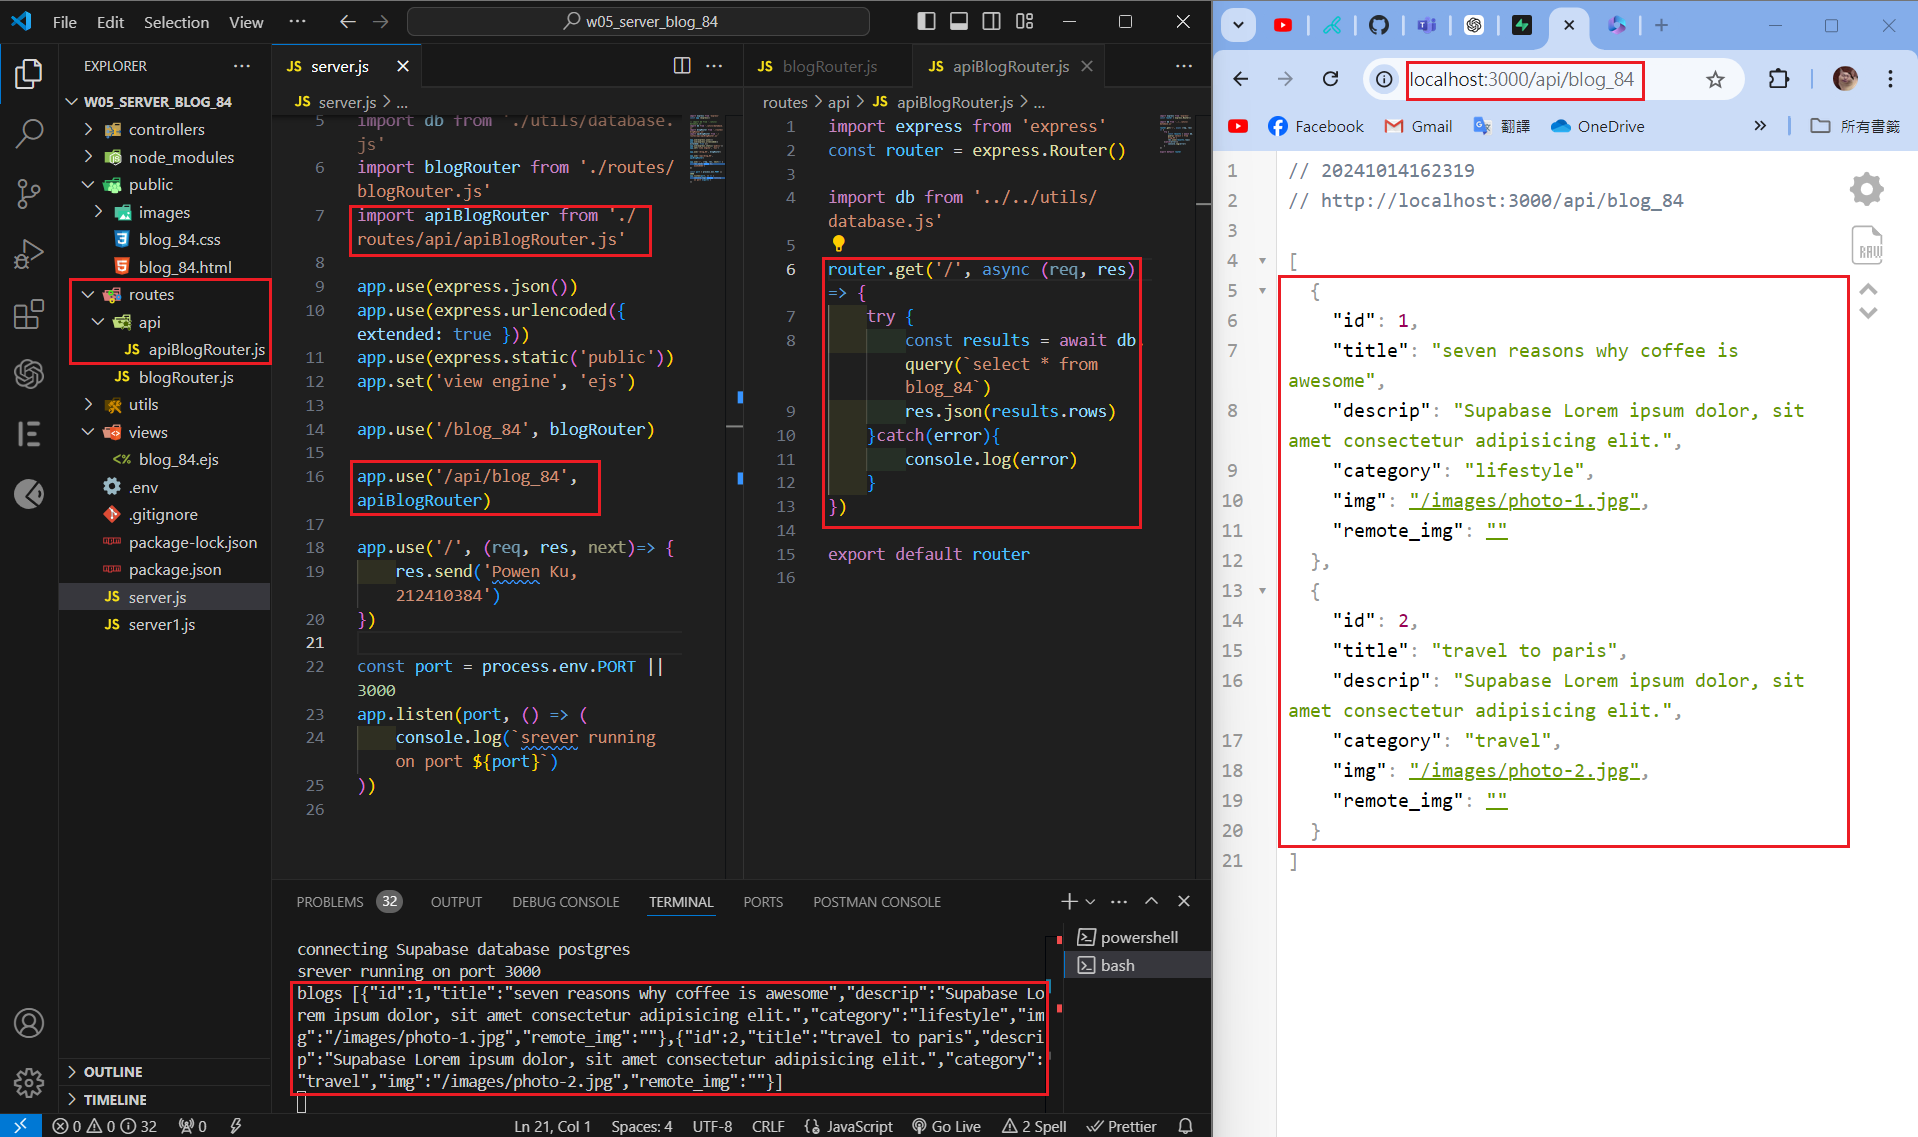 File Edit Selection View ··· w05_server_blog_84
EXPLORER ···
W05_SERVER_BLOG_84
controllers
node_modules
public
images
blog_84.css
blog_84.html
routes
api
JS apiBlogRouter.js
JS blogRouter.js
utils
views
<% blog_84.ejs
.env
.gitignore
package-lock.json
package.json
JS server.js
JS server1.js
OUTLINE
TIMELINE
JS server.js
JS server.js > ...
5 import db from './utils/database.
js'
6 import blogRouter from './routes/
blogRouter.js'
7 import apiBlogRouter from './
routes/api/apiBlogRouter.js'
8
9 app.use(express.json())
10 app.use(express.urlencoded({
extended: true }))
11 app.use(express.static('public'))
12 app.set('view engine', 'ejs')
13
14 app.use('/blog_84', blogRouter)
15
16 app.use('/api/blog_84',
apiBlogRouter)
17
18 app.use('/', (req, res, next)=> {
19 res.send('Powen Ku,
212410384')
20 })
21
22 const port = process.env.PORT ||
3000
23 app.listen(port, () => (
24 console.log(`srever running
on port ${port}`)
25 ))
26
JS blogRouter.js JS apiBlogRouter.js ···
routes > api > JS apiBlogRouter.js > ...
1 import express from 'express'
2 const router = express.Router()
3
4 import db from '../../utils/
database.js'
5
6 router.get('/', async (req, res)
=> {
7 try {
8 const results = await db.
query(`select * from
blog_84`)
9 res.json(results.rows)
10 }catch(error){
11 console.log(error)
12 }
13 })
14
15 export default router
16
PROBLEMS 32 OUTPUT DEBUG CONSOLE TERMINAL PORTS POSTMAN CONSOLE
connecting Supabase database postgres
srever running on port 3000
blogs [{"id":1,"title":"seven reasons why coffee is awesome","descrip":"Supabase Lo
rem ipsum dolor, sit amet consectetur adipisicing elit.","category":"lifestyle","im
g":"/images/photo-1.jpg","remote_img":""},{"id":2,"title":"travel to paris","descri
p":"Supabase Lorem ipsum dolor, sit amet consectetur adipisicing elit.","category":
"travel","img":"/images/photo-2.jpg","remote_img":""}]
powershell
bash
0 0 32 0 Ln 21, Col 1 Spaces: 4 UTF-8 CRLF JavaScript Go Live 2 Spell Prettier
localhost:3000/api/blog_84
Facebook Gmail 翻譯 OneDrive » 所有書籤
1 // 20241014162319
2 // http://localhost:3000/api/blog_84
3
4 [
5 {
6 "id": 1,
7 "title": "seven reasons why coffee is
awesome",
8 "descrip": "Supabase Lorem ipsum dolor, sit
amet consectetur adipisicing elit.",
9 "category": "lifestyle",
10 "img": "/images/photo-1.jpg",
11 "remote_img": ""
12 },
13 {
14 "id": 2,
15 "title": "travel to paris",
16 "descrip": "Supabase Lorem ipsum dolor, sit
amet consectetur adipisicing elit.",
17 "category": "travel",
18 "img": "/images/photo-2.jpg",
19 "remote_img": ""
20 }
21 ]
RAW